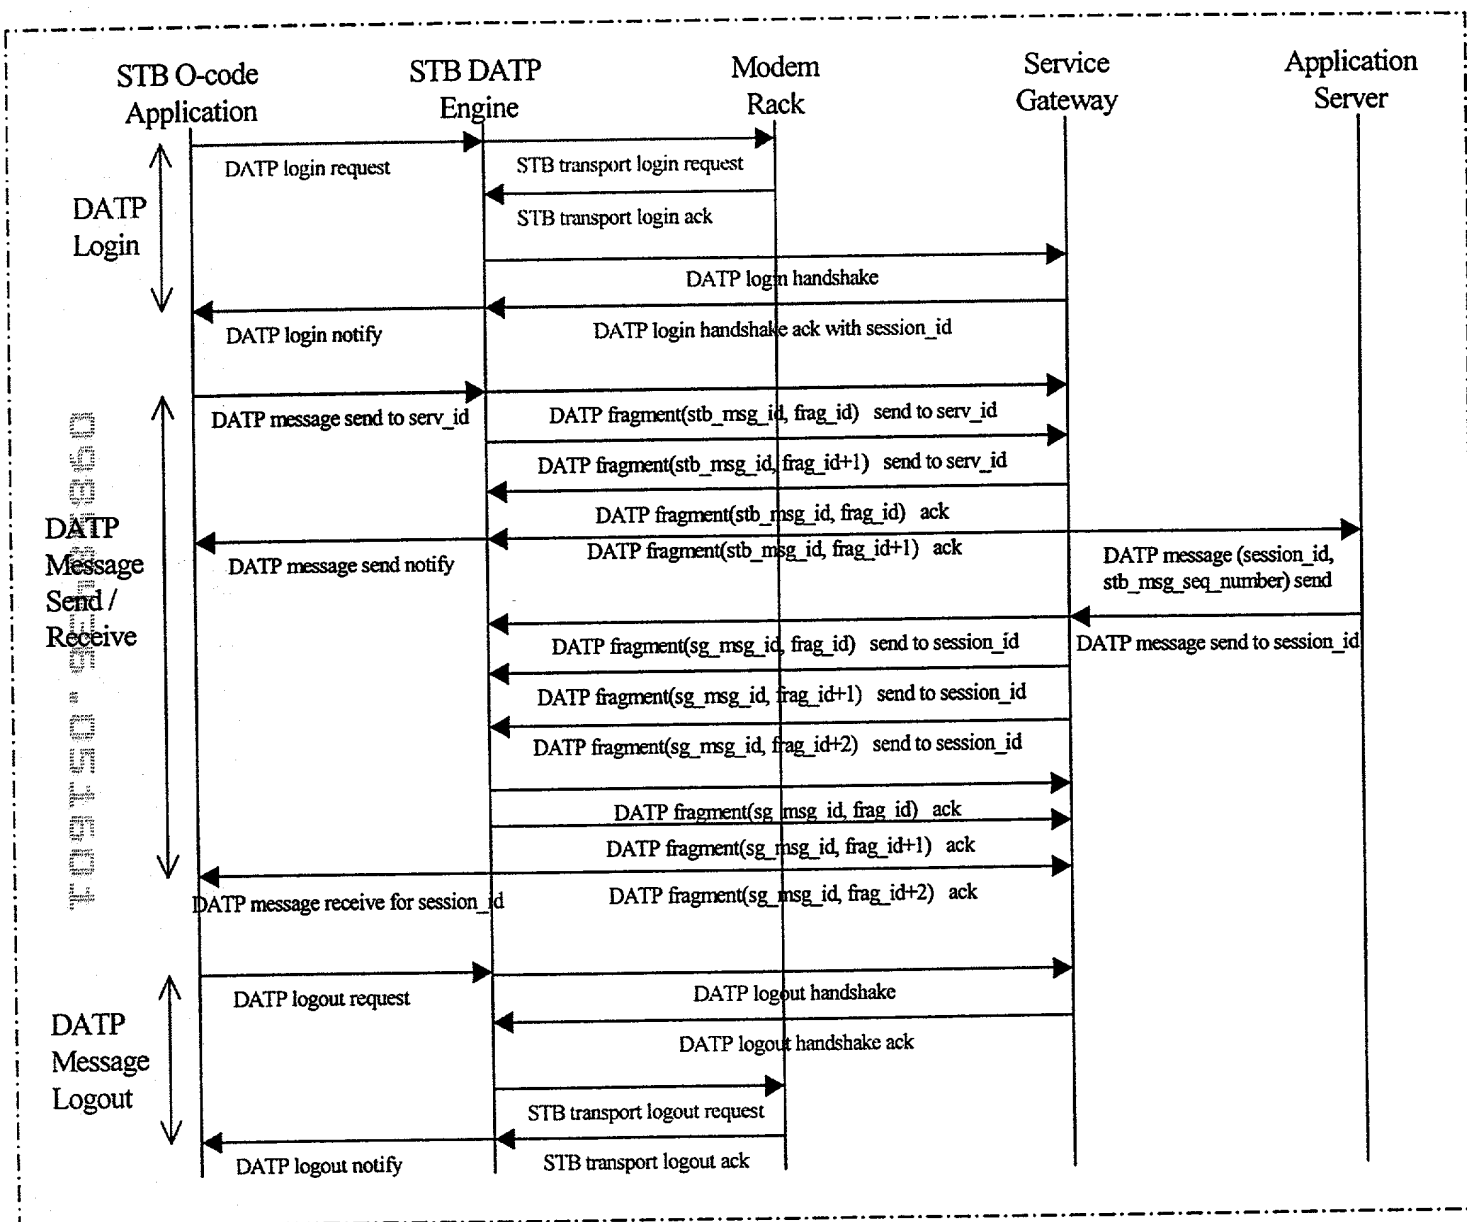 STB O-code
Application
STB DATP
Engine
Modem
Rack
Service
Gateway
Application
Server
DATP
Login
DATP login request
STB transport login request
STB transport login ack
DATP login handshake
DATP login notify
DATP login handshake ack with session_id
DATP
Message
Send /
Receive
DATP message send to serv_id
DATP fragment(stb_msg_id, frag_id) send to serv_id
DATP fragment(stb_msg_id, frag_id+1) send to serv_id
DATP fragment(stb_msg_id, frag_id) ack
DATP message send notify
DATP fragment(stb_msg_id, frag_id+1) ack
DATP message (session_id,
stb_msg_seq_number) send
DATP fragment(sg_msg_id, frag_id) send to session_id
DATP message send to session_id
DATP fragment(sg_msg_id, frag_id+1) send to session_id
DATP fragment(sg_msg_id, frag_id+2) send to session_id
DATP fragment(sg_msg_id, frag_id) ack
DATP fragment(sg_msg_id, frag_id+1) ack
DATP message receive for session_id
DATP fragment(sg_msg_id, frag_id+2) ack
DATP
Message
Logout
DATP logout request
DATP logout handshake
DATP logout handshake ack
STB transport logout request
DATP logout notify
STB transport logout ack